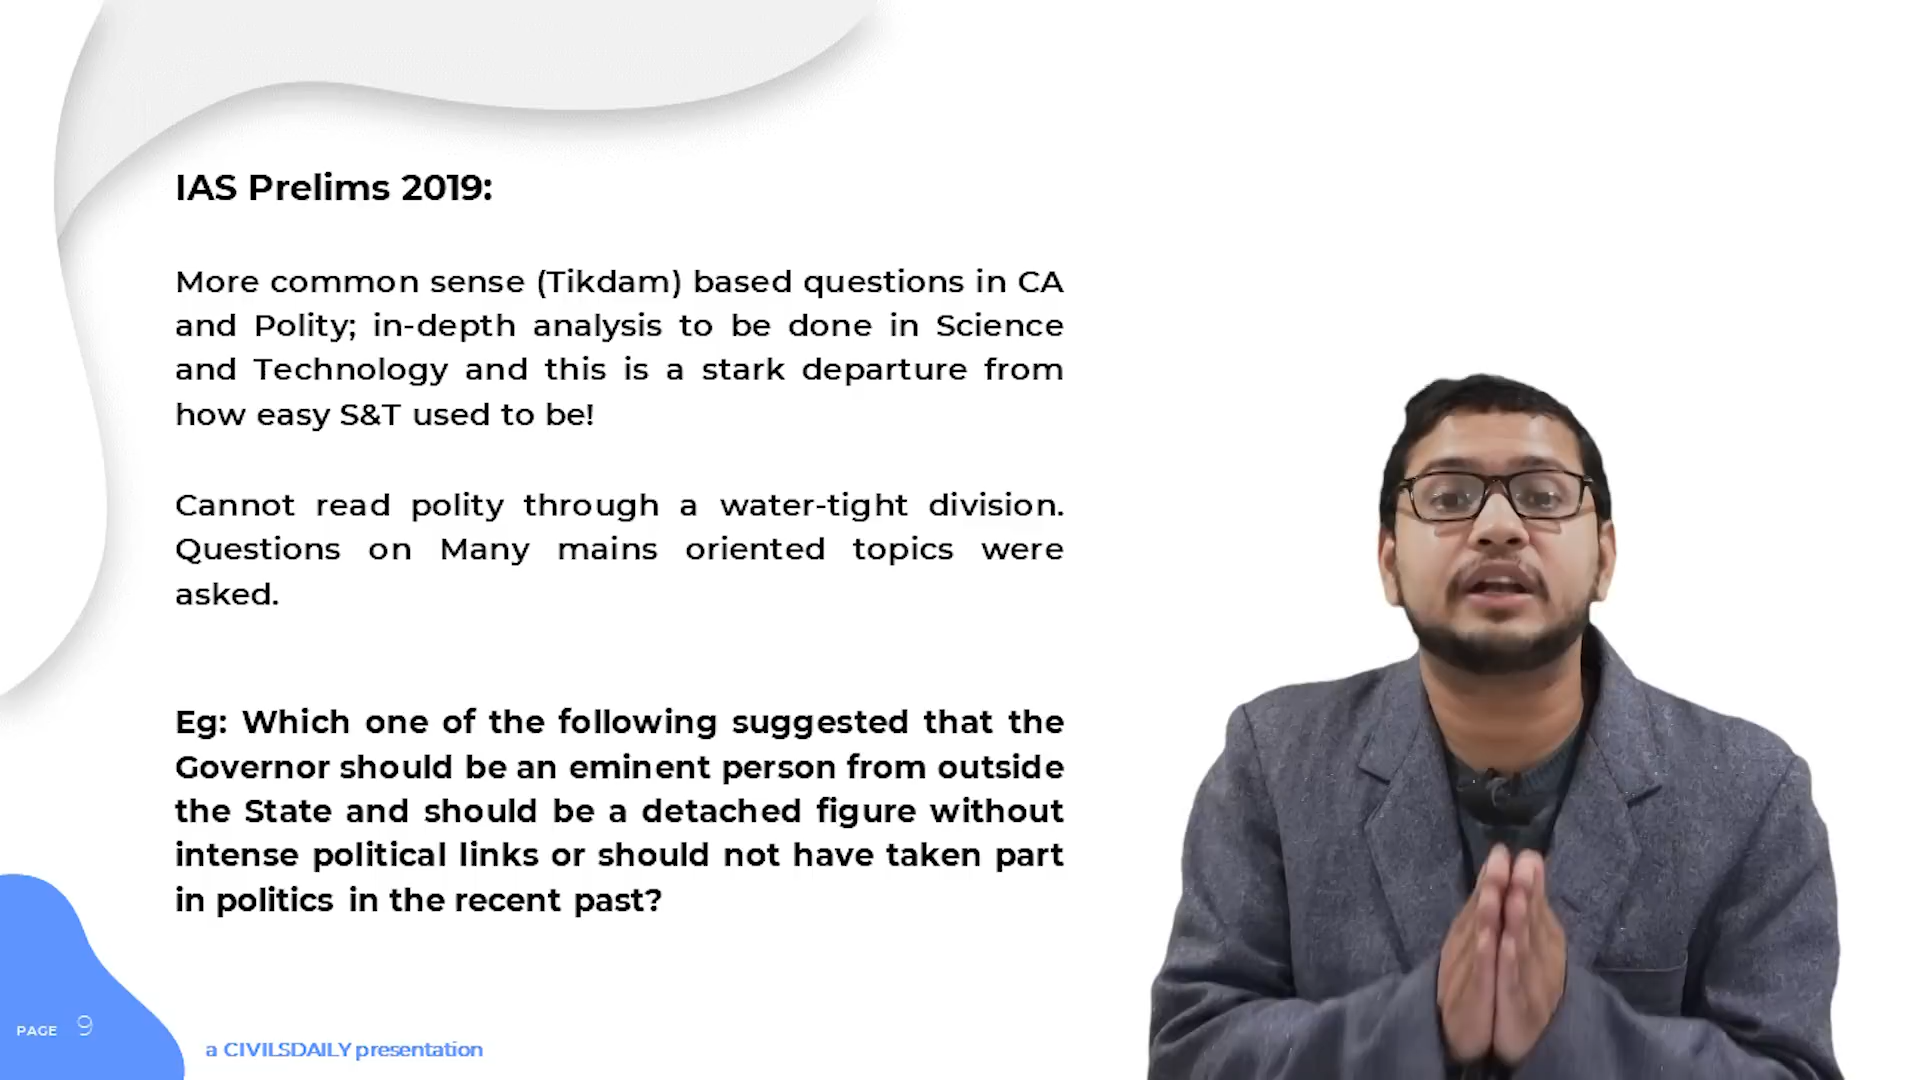 IAS Prelims 2019:
More common sense (Tikdam) based questions in CA
and Polity; in-depth analysis to be done in Science
and Technology and this is a stark departure from
how easy S&T used to be!
Cannot read polity through a water-tight division.
Questions on Many mains oriented topics were
asked.
Eg: Which one of the following suggested that the
Governor should be an eminent person from outside
the State and should be a detached figure without
intense political links or should not have taken part
in politics in the recent past?
PAGE 9
a CIVILSDAILY presentation